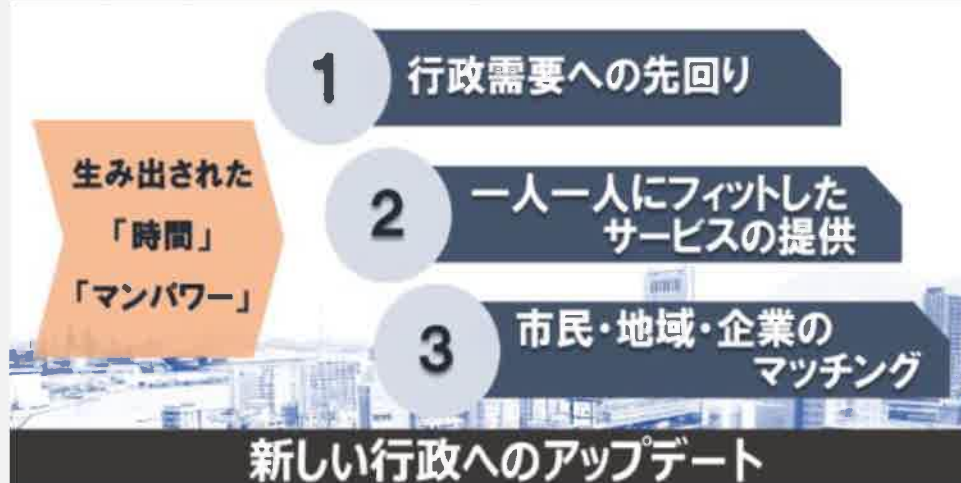 1
行政需要への先回り
生み出された
「時間」
「マンパワー」
2
一人一人にフィットした
サービスの提供
3
市民・地域・企業の
マッチング
新しい行政へのアップデート